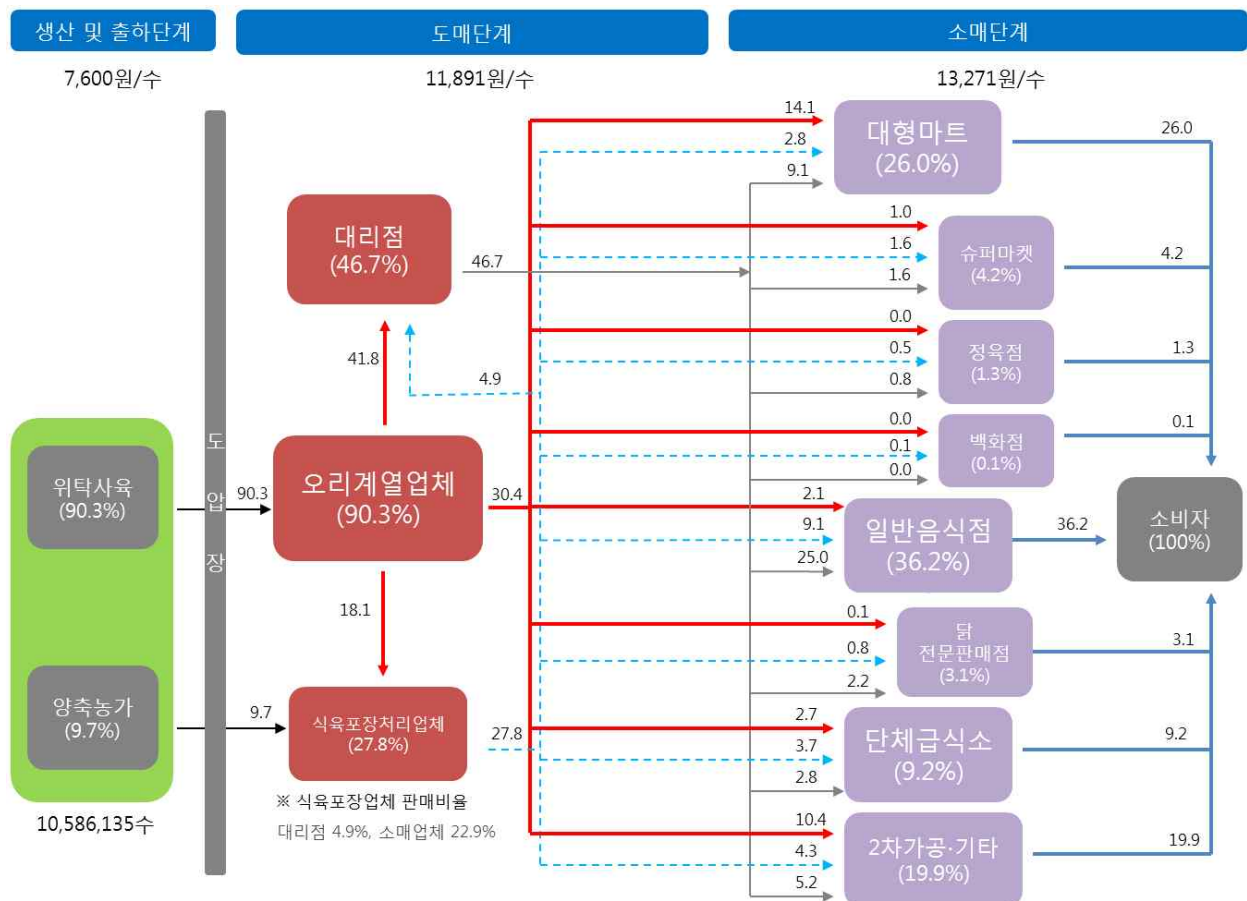 생산 및 출하단계
도매단계
소매단계
7,600원/수
11,891원/수
13,271원/수
도
압
장
위탁사육
(90.3%)
양축농가
(9.7%)
10,586,135수
90.3
9.7
대리점
(46.7%)
46.7
41.8
4.9
오리계열업체
(90.3%)
30.4
18.1
식육포장처리업체
(27.8%)
27.8
※ 식육포장업체 판매비율
대리점 4.9%, 소매업체 22.9%
14.1
2.8
9.1
대형마트
(26.0%)
26.0
1.0
1.6
1.6
슈퍼마켓
(4.2%)
4.2
0.0
0.5
0.8
정육점
(1.3%)
1.3
0.0
0.1
0.0
백화점
(0.1%)
0.1
2.1
9.1
25.0
일반음식점
(36.2%)
36.2
소비자
(100%)
0.1
0.8
2.2
닭
전문판매점
(3.1%)
3.1
2.7
3.7
2.8
단체급식소
(9.2%)
9.2
10.4
4.3
5.2
2차가공·기타
(19.9%)
19.9